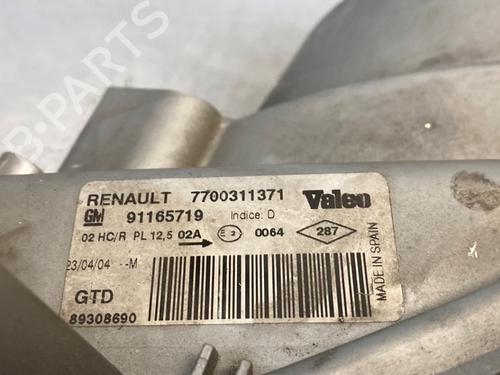 B-PARTS
RENAULT 7700311371 Valeo
GM 91165719 Indice: D
02 HC/R PL 12,5 02A E2 0064 287
23/04/04 --M
MADE IN SPAIN
GTD
89308690